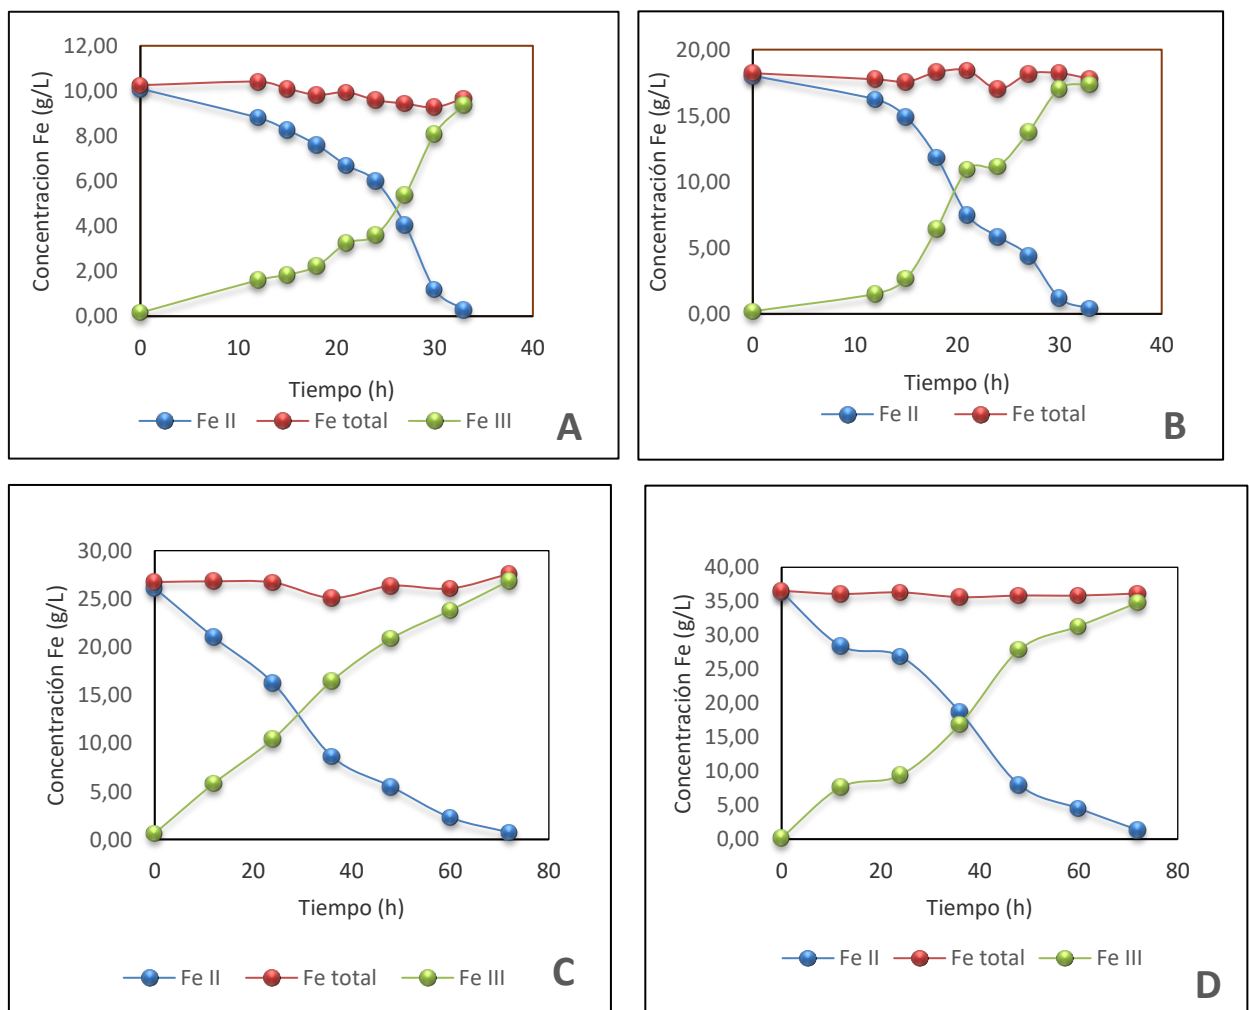 12,00
10,00
8,00
6,00
4,00
2,00
0,00
Concentracion Fe (g/L)
0 10 20 30 40
Tiempo (h)
Fe II Fe total Fe III
A
20,00
15,00
10,00
5,00
0,00
Concentración Fe (g/L)
0 10 20 30 40
Tiempo (h)
Fe II Fe total
B
30,00
25,00
20,00
15,00
10,00
5,00
0,00
Concentración Fe (g/L)
0 20 40 60 80
Tiempo (h)
Fe II Fe total Fe III
C
40,00
35,00
30,00
25,00
20,00
15,00
10,00
5,00
0,00
Concentración Fe (g/L)
0 20 40 60 80
Tiempo (h)
Fe II Fe total Fe III
D